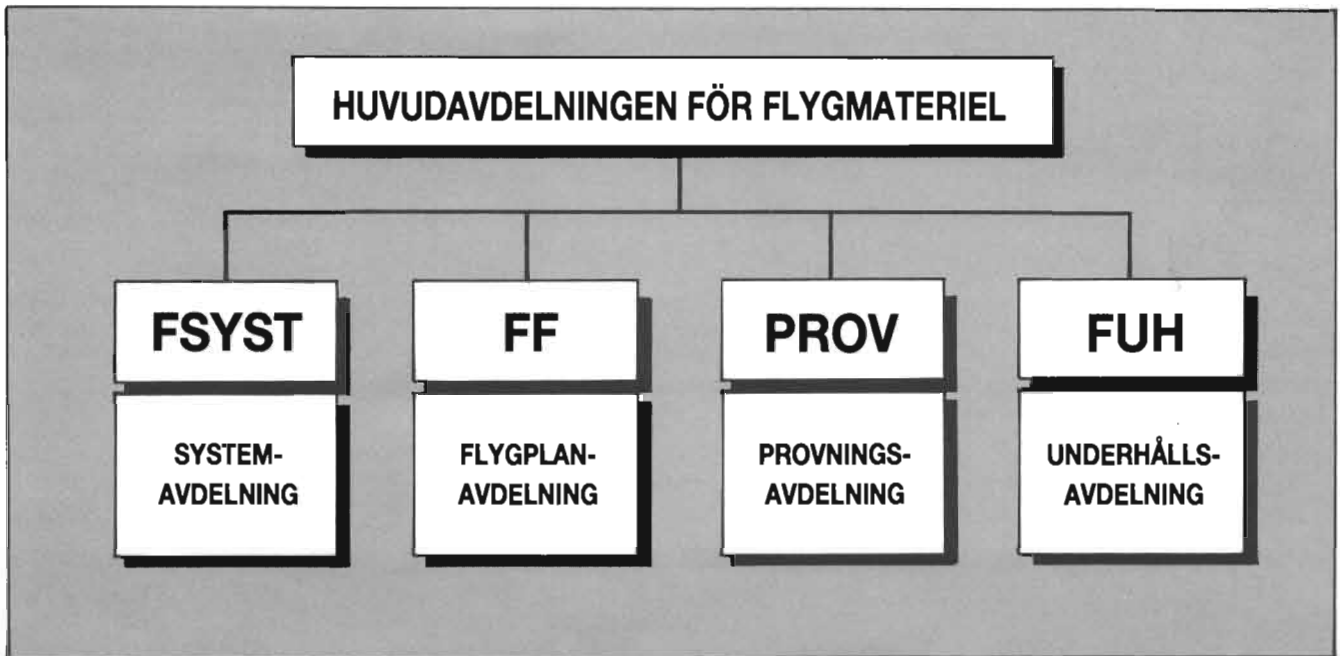 HUVUDAVDELNINGEN FÖR FLYGMATERIEL
FSYST
SYSTEM-
AVDELNING
FF
FLYGPLAN-
AVDELNING
PROV
PROVNINGS-
AVDELNING
FUH
UNDERHÅLLS-
AVDELNING